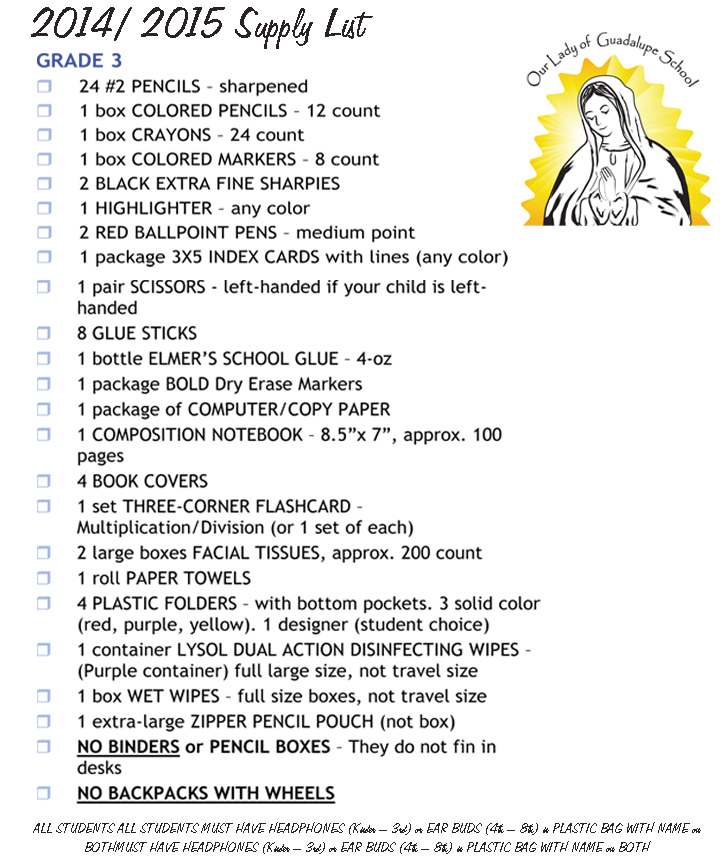 2014/ 2015 Supply List
Our Lady of Guadalupe School
GRADE 3
24 #2 PENCILS – sharpened
1 box COLORED PENCILS – 12 count
1 box CRAYONS – 24 count
1 box COLORED MARKERS – 8 count
2 BLACK EXTRA FINE SHARPIES
1 HIGHLIGHTER – any color
2 RED BALLPOINT PENS – medium point
1 package 3X5 INDEX CARDS with lines (any color)
1 pair SCISSORS - left-handed if your child is left-
handed
8 GLUE STICKS
1 bottle ELMER’S SCHOOL GLUE – 4-oz
1 package BOLD Dry Erase Markers
1 package of COMPUTER/COPY PAPER
1 COMPOSITION NOTEBOOK – 8.5”x 7”, approx. 100
pages
4 BOOK COVERS
1 set THREE-CORNER FLASHCARD –
Multiplication/Division (or 1 set of each)
2 large boxes FACIAL TISSUES, approx. 200 count
1 roll PAPER TOWELS
4 PLASTIC FOLDERS – with bottom pockets. 3 solid color
(red, purple, yellow). 1 designer (student choice)
1 container LYSOL DUAL ACTION DISINFECTING WIPES –
(Purple container) full large size, not travel size
1 box WET WIPES – full size boxes, not travel size
1 extra-large ZIPPER PENCIL POUCH (not box)
NO BINDERS or PENCIL BOXES – They do not fin in
desks
NO BACKPACKS WITH WHEELS
ALL STUDENTS ALL STUDENTS MUST HAVE HEADPHONES (Kinder – 3rd) or EAR BUDS (4th – 8th) in PLASTIC BAG WITH NAME on
BOTHMUST HAVE HEADPHONES (Kinder – 3rd) or EAR BUDS (4th – 8th) in PLASTIC BAG WITH NAME on BOTH